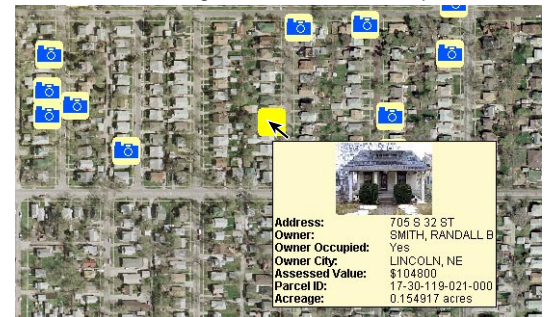 Address: 705 S 32 ST
Owner: SMITH, RANDALL B
Owner Occupied: Yes
Owner City: LINCOLN, NE
Assessed Value: $104800
Parcel ID: 17-30-119-021-000
Acreage: 0.154917 acres